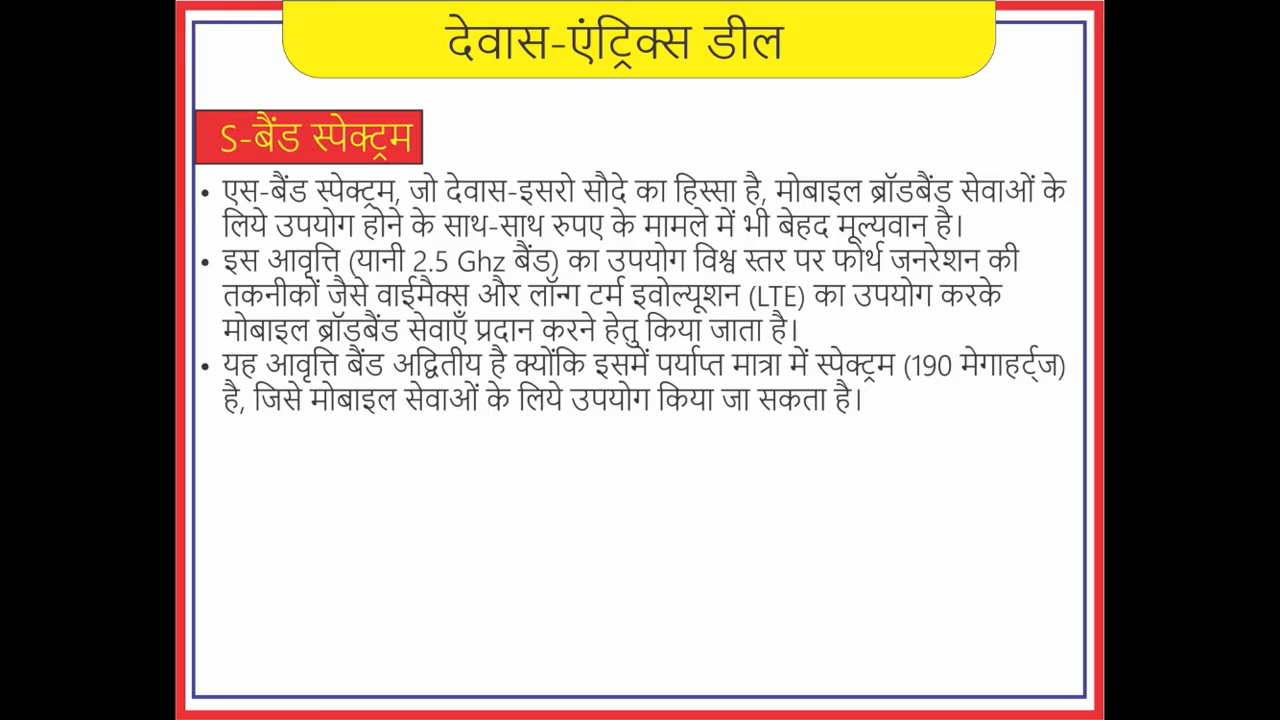 देवास-एंट्रिक्स डील
S-बैंड स्पेक्ट्रम
• एस-बैंड स्पेक्ट्रम, जो देवास-इसरो सौदे का हिस्सा है, मोबाइल ब्रॉडबैंड सेवाओं के
लिये उपयोग होने के साथ-साथ रुपए के मामले में भी बेहद मूल्यवान है।
• इस आवृत्ति (यानी 2.5 Ghz बैंड) का उपयोग विश्व स्तर पर फोर्थ जनरेशन की
तकनीकों जैसे वाईमैक्स और लॉन्ग टर्म इवोल्यूशन (LTE) का उपयोग करके
मोबाइल ब्रॉडबैंड सेवाएँ प्रदान करने हेतु किया जाता है।
• यह आवृत्ति बैंड अद्वितीय है क्योंकि इसमें पर्याप्त मात्रा में स्पेक्ट्रम (190 मेगाहर्ट्ज)
है, जिसे मोबाइल सेवाओं के लिये उपयोग किया जा सकता है।